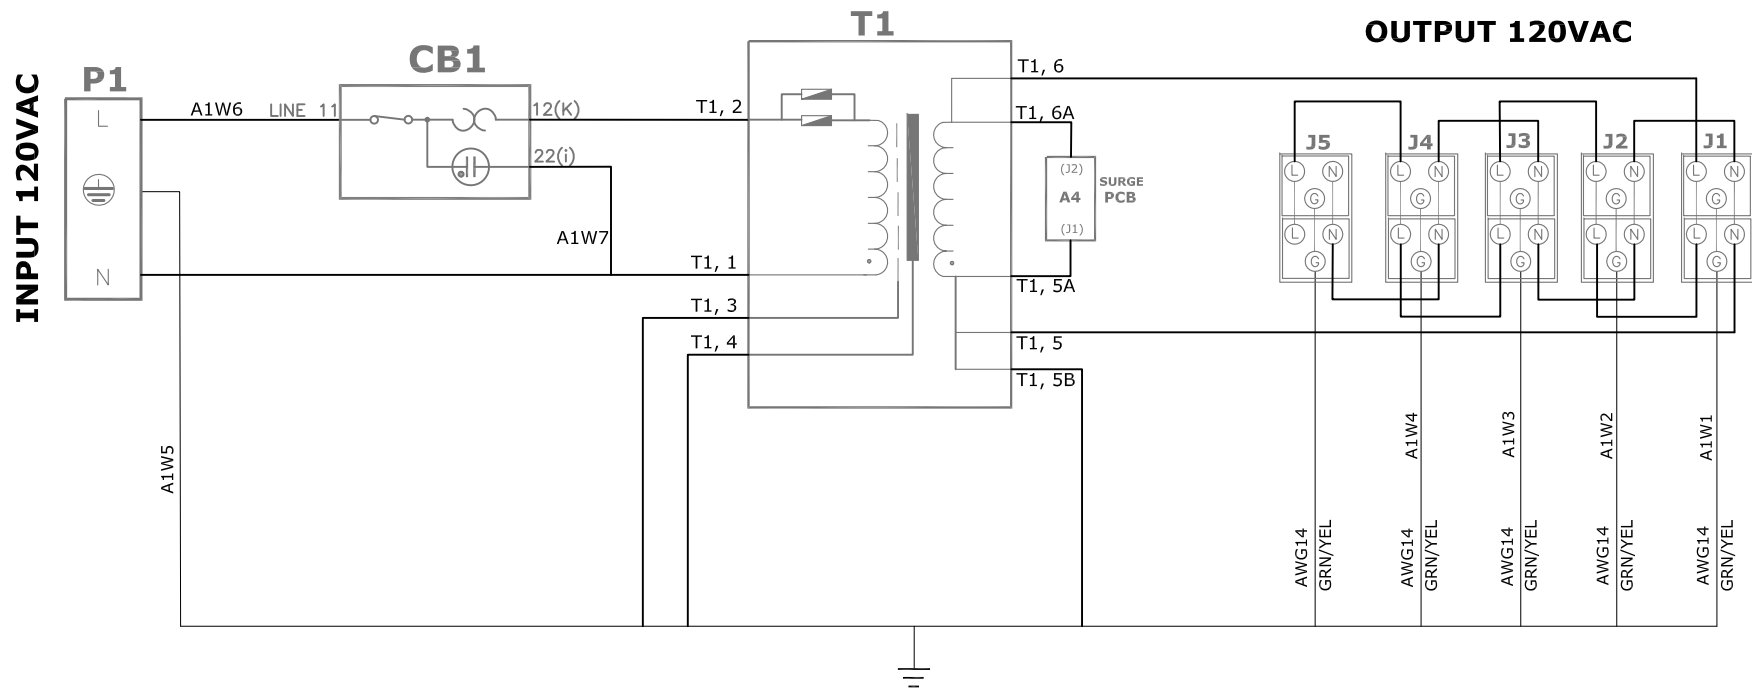 T1
OUTPUT 120VAC
CB1
P1
INPUT 120VAC
L
N
A1W6
LINE 11
12(K)
22(i)
A1W7
T1, 2
T1, 1
T1, 3
T1, 4
T1, 6
T1, 6A
(J2)
A4
(J1)
SURGE
PCB
T1, 5A
T1, 5
T1, 5B
J5
J4
J3
J2
J1
L N
G
L N
G
L N
G
L N
G
L N
G
L N
G
L N
G
L N
G
L N
G
L N
G
A1W5
A1W4
A1W3
A1W2
A1W1
AWG14
GRN/YEL
AWG14
GRN/YEL
AWG14
GRN/YEL
AWG14
GRN/YEL
AWG14
GRN/YEL